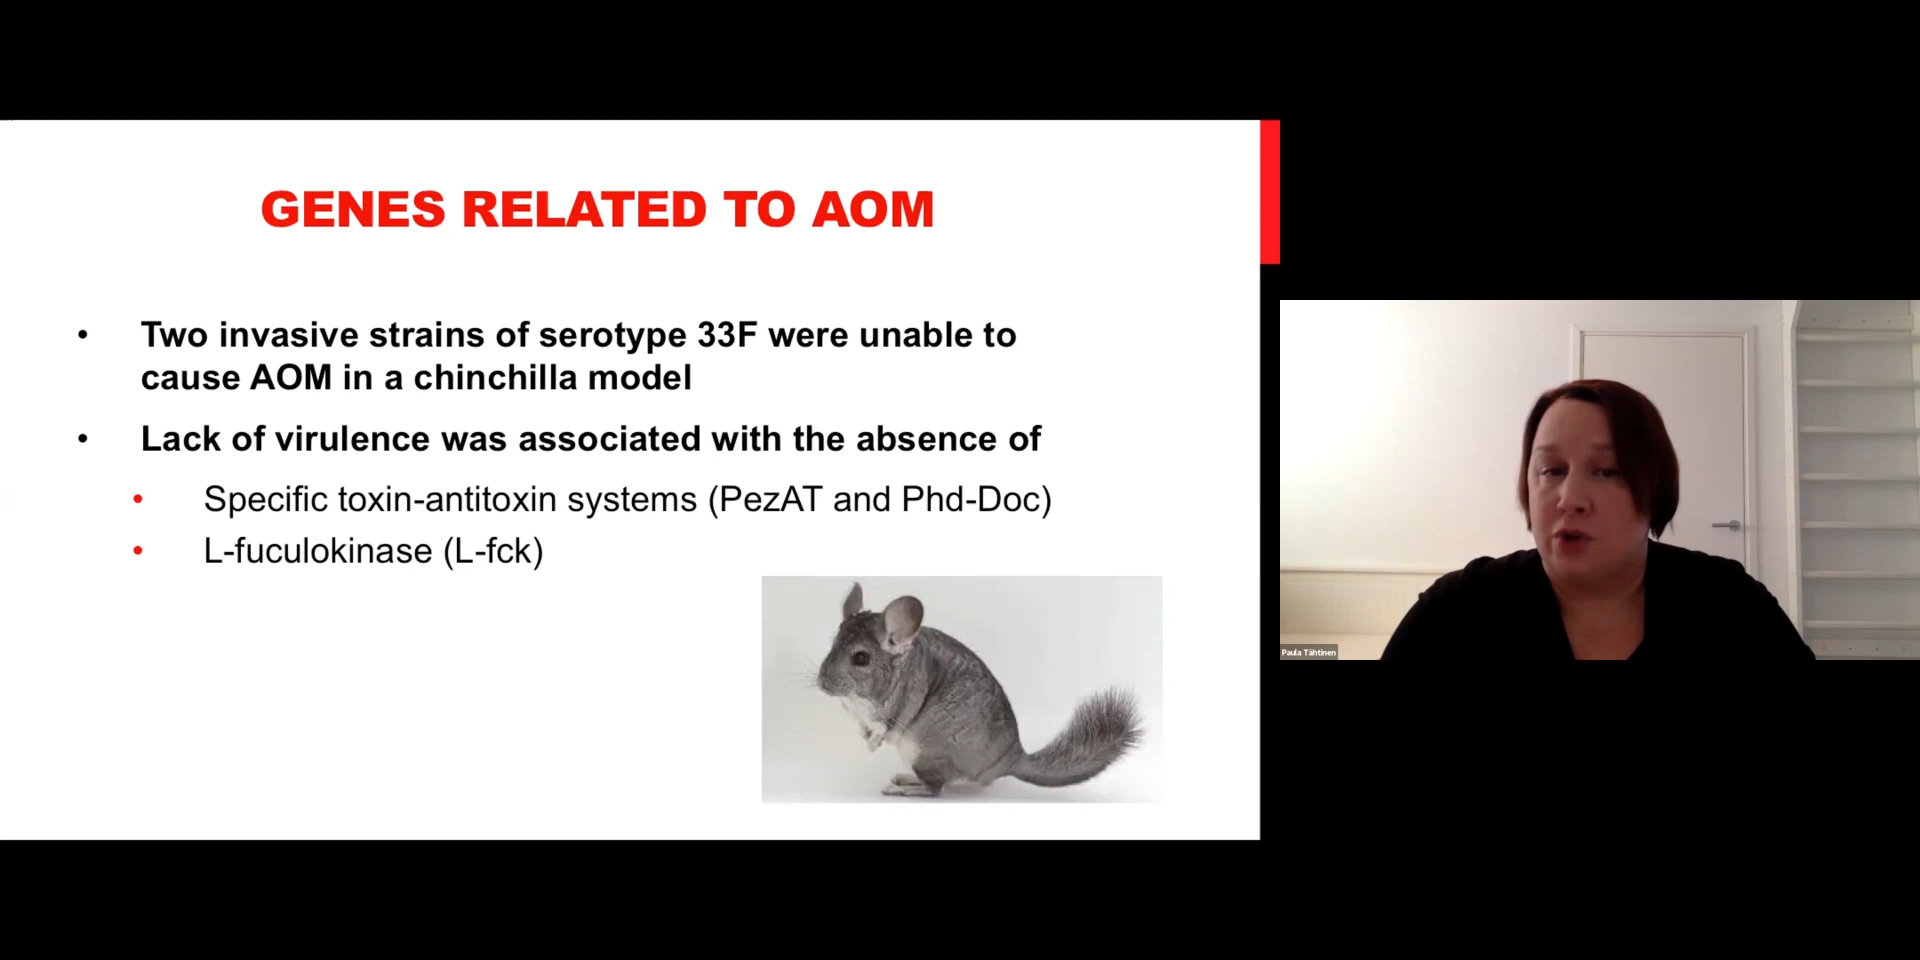 GENES RELATED TO AOM
• Two invasive strains of serotype 33F were unable to
cause AOM in a chinchilla model
• Lack of virulence was associated with the absence of
• Specific toxin-antitoxin systems (PezAT and Phd-Doc)
• L-fuculokinase (L-fck)
Paula Tähtinen